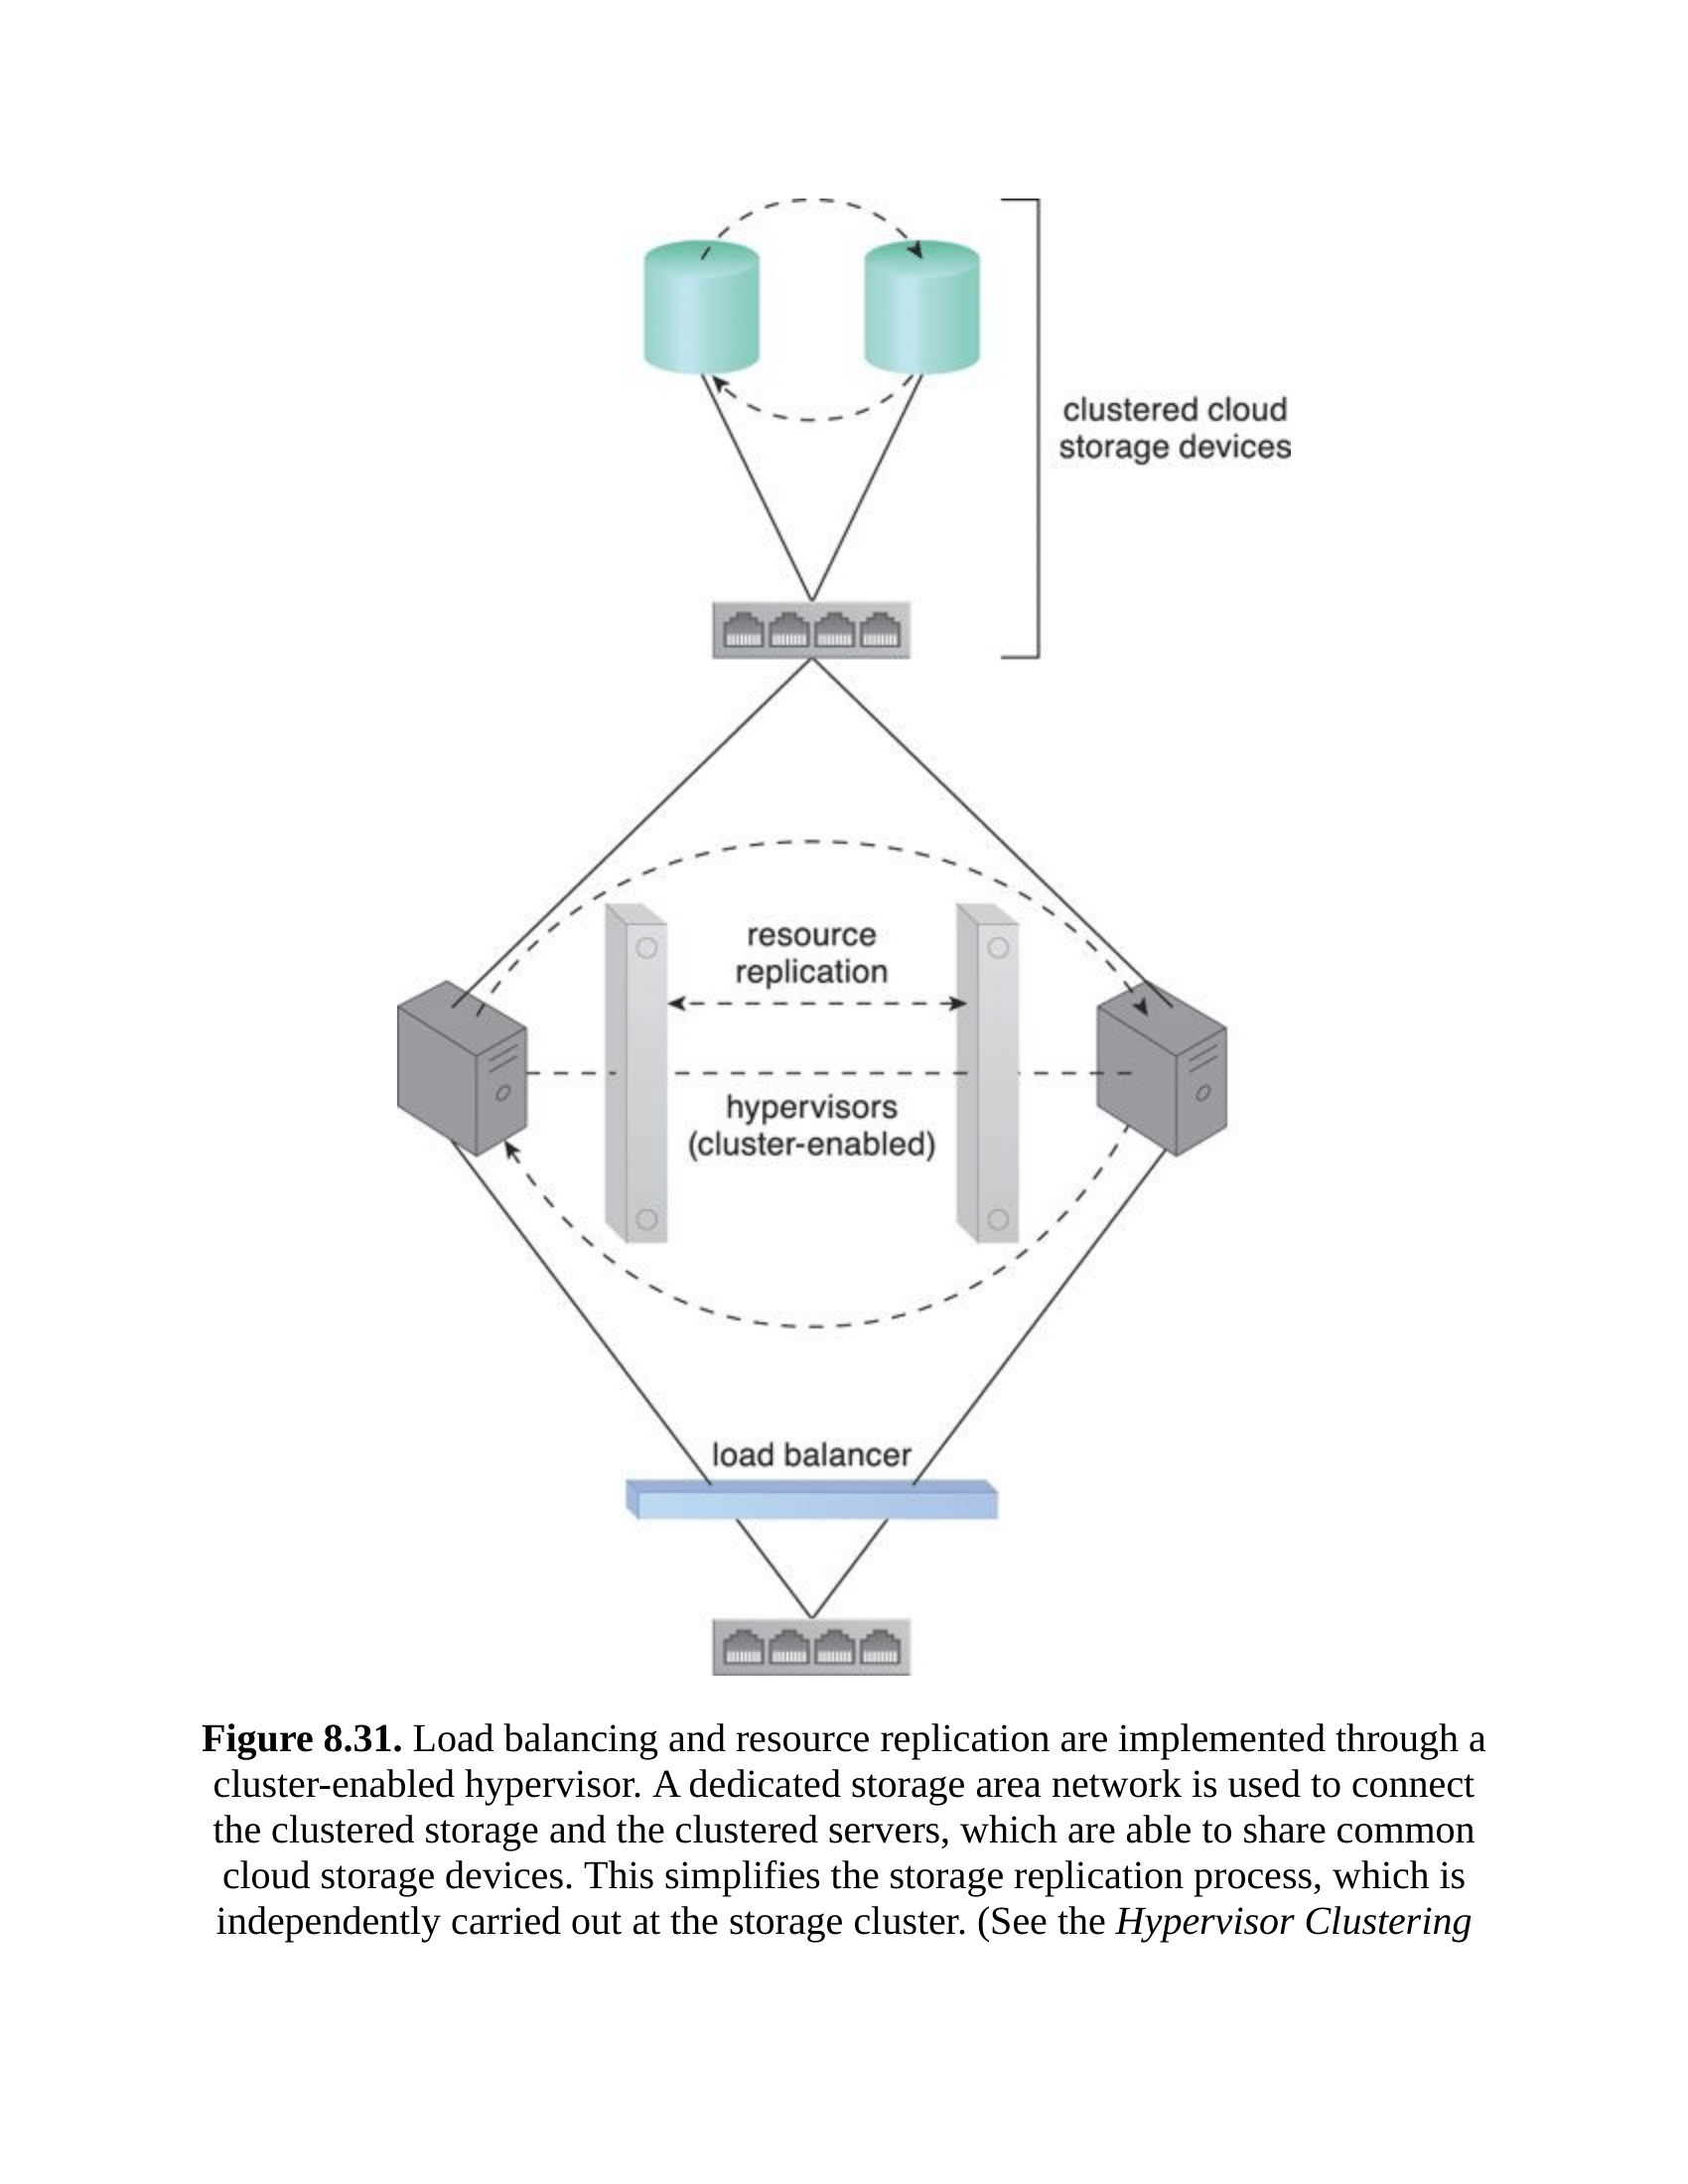 clustered cloud
storage devices
resource
replication
hypervisors
(cluster-enabled)
load balancer
Figure 8.31. Load balancing and resource replication are implemented through a
cluster-enabled hypervisor. A dedicated storage area network is used to connect
the clustered storage and the clustered servers, which are able to share common
cloud storage devices. This simplifies the storage replication process, which is
independently carried out at the storage cluster. (See the Hypervisor Clustering